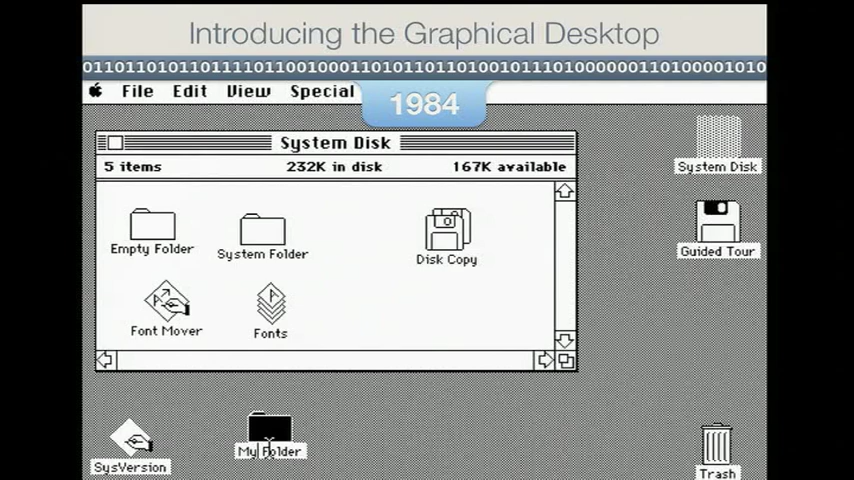 Introducing the Graphical Desktop
File Edit View Special
1984
System Disk
5 items 232K in disk 167K available
System Disk
Empty Folder
System Folder
Disk Copy
Guided Tour
Font Mover
Fonts
SysVersion
My Folder
Trash